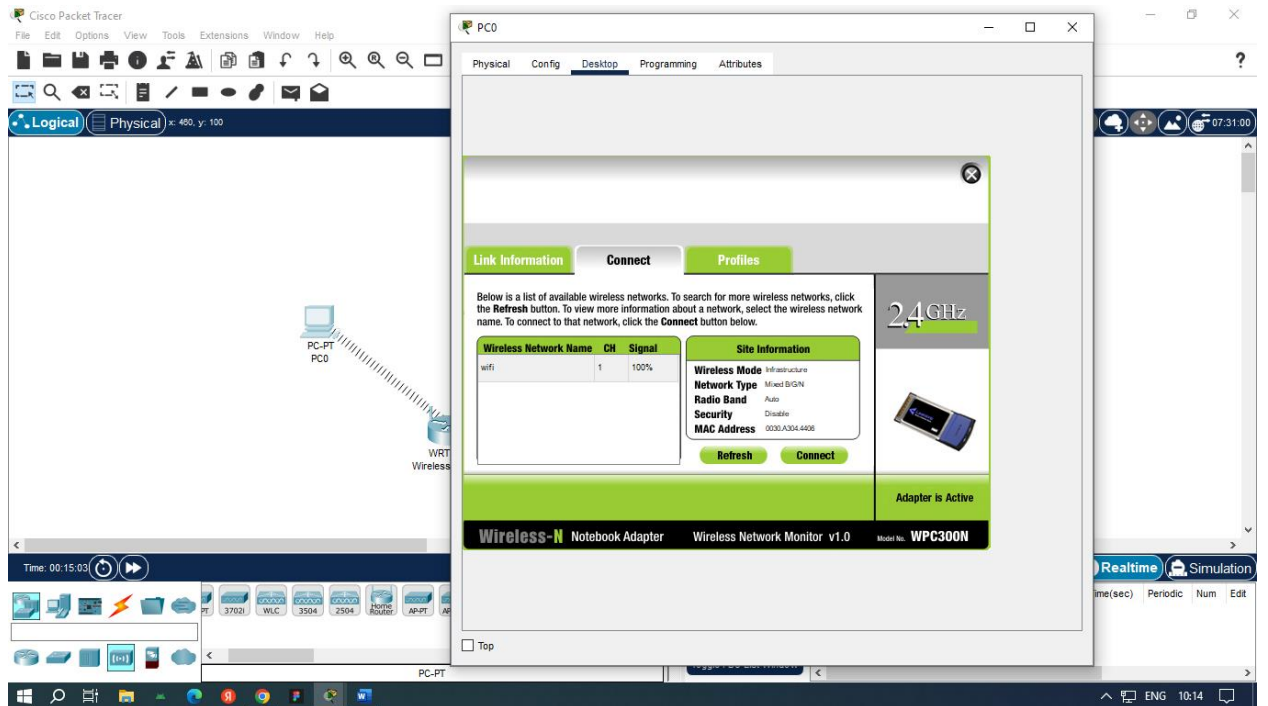 Cisco Packet Tracer
File Edit Options View Tools Extensions Window Help
?
Logical Physical x: 460, y: 100
07:31:00
PC0
Physical Config Desktop Programming Attributes
Link Information Connect Profiles
Below is a list of available wireless networks. To search for more wireless networks, click
the Refresh button. To view more information about a network, select the wireless network
name. To connect to that network, click the Connect button below.
2.4GHz
Wireless Network Name CH Signal
wifi 1 100%
Site Information
Wireless Mode Infrastructure
Network Type Mixed B/G/N
Radio Band Auto
Security Disable
MAC Address 0030.A304.4406
Refresh Connect
Adapter is Active
Wireless-N Notebook Adapter Wireless Network Monitor v1.0 Model No. WPC300N
Top
PC-PT
PC0
WRT
Wireless
Time: 00:15:03
Realtime Simulation
PT 3702i WLC 3504 2504 Home Router AP-PT AP
ime(sec) Periodic Num Edit
PC-PT
ENG 10:14